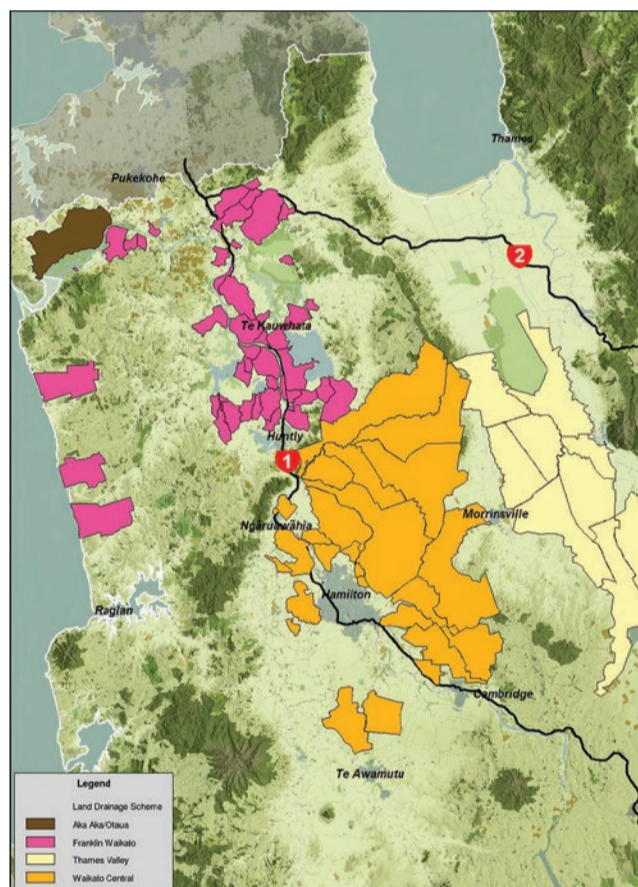 Thames
Pukekohe
2
Te Kauwhata
Huntly
1
Morrinsville
Ngāruawāhia
Hamilton
Raglan
Cambridge
Te Awamutu
Legend
Land Drainage Scheme
Aka Aka/Otaua
Franklin Waikato
Thames Valley
Waikato Central